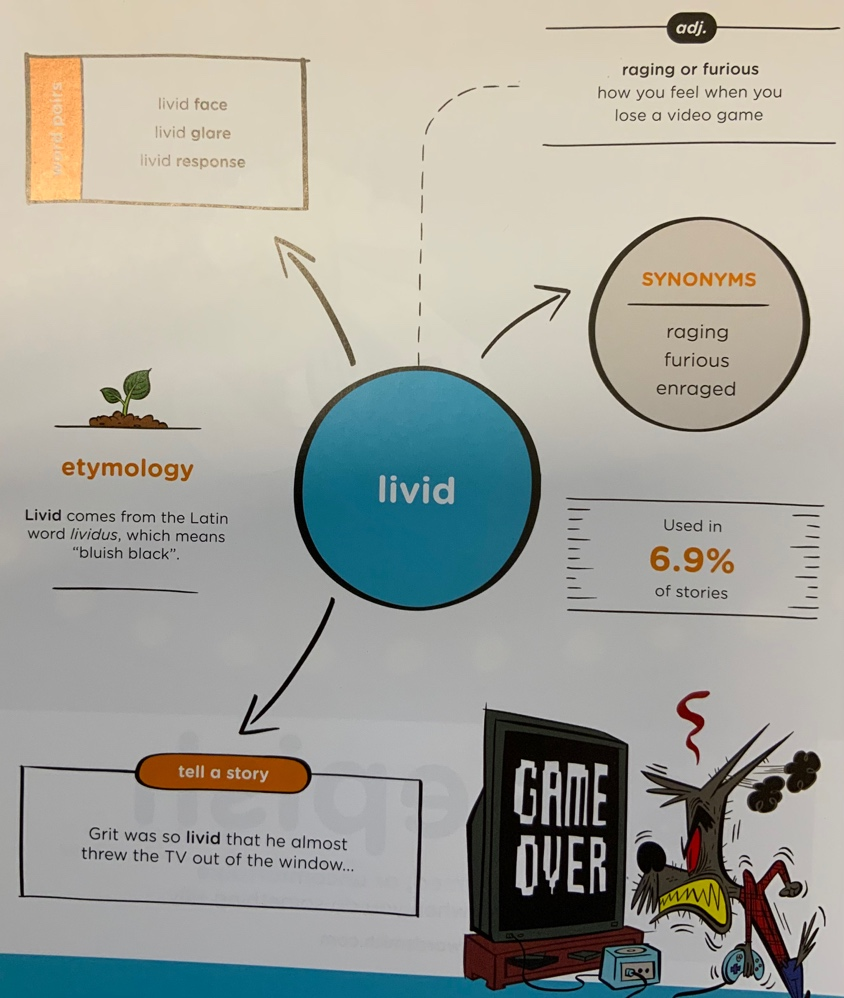 adj.
raging or furious
how you feel when you
lose a video game
word pairs
livid face
livid glare
livid response
SYNONYMS
raging
furious
enraged
livid
etymology
Livid comes from the Latin
word lividus, which means
“bluish black”.
Used in
6.9%
of stories
tell a story
Grit was so livid that he almost
threw the TV out of the window...
GAME
OVER